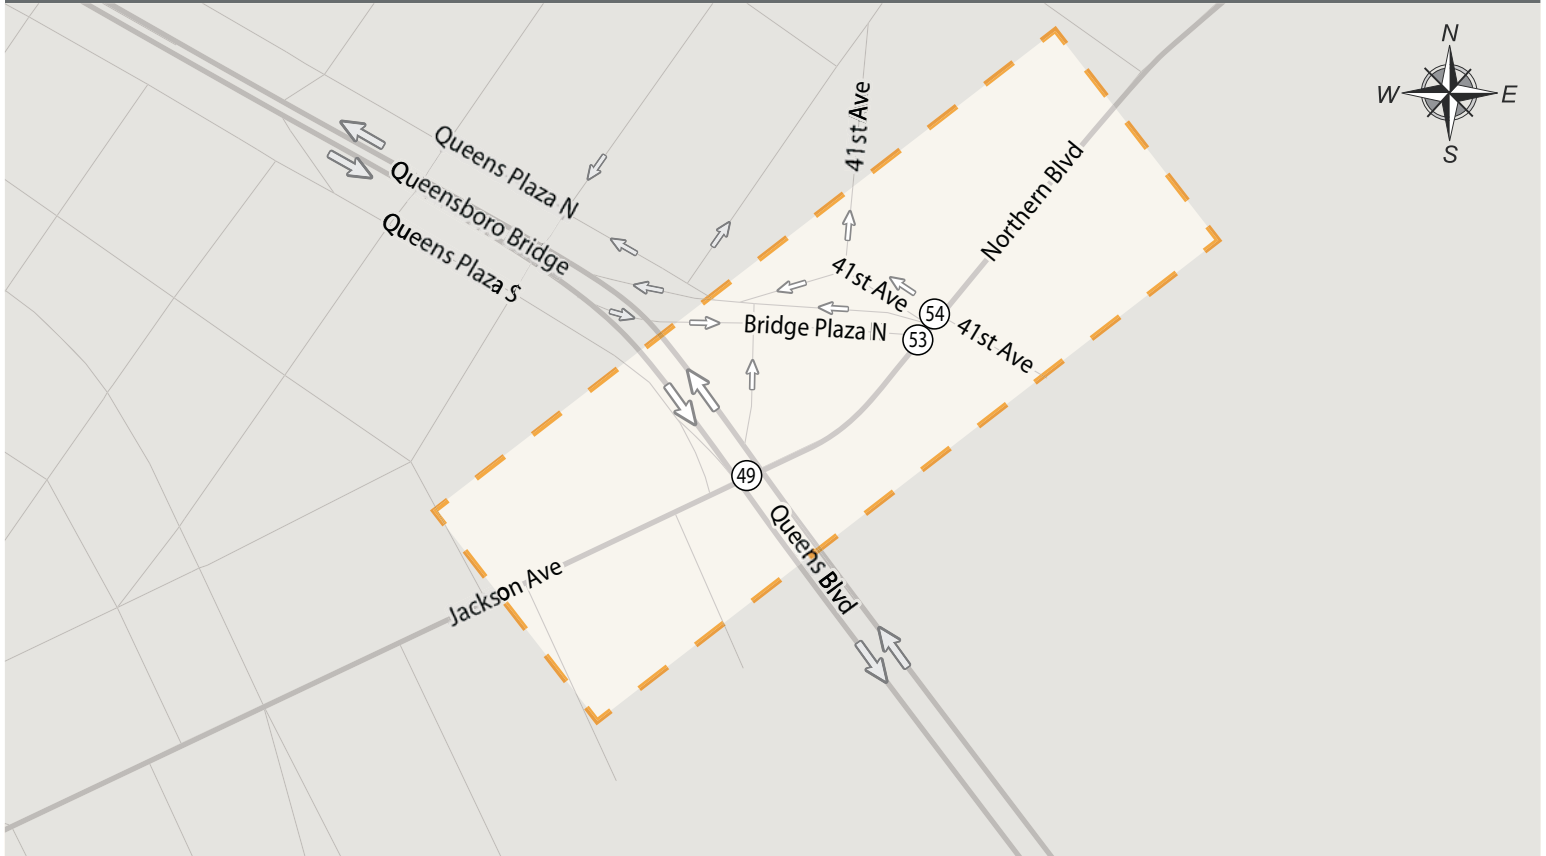 N
W
E
S
Queens Plaza N
Queensboro Bridge
Queens Plaza S
41st Ave
Northern Blvd
41st Ave
54
41st Ave
53
Bridge Plaza N
49
Queens Blvd
Jackson Ave